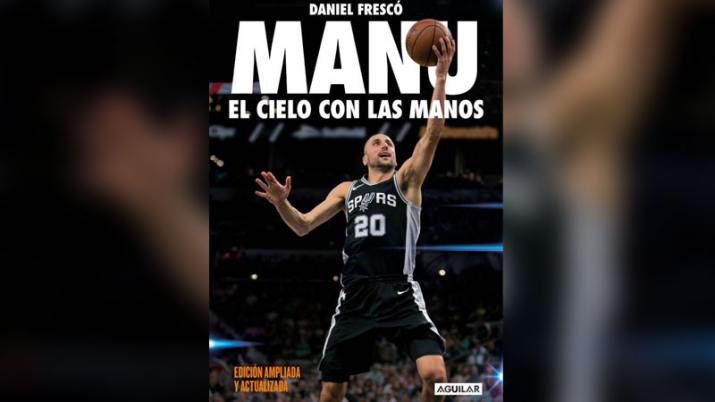 DANIEL FRESCÓ
MANU
EL CIELO CON LAS MANOS
SPURS
20
EDICIÓN AMPLIADA
Y ACTUALIZADA
AGUILAR